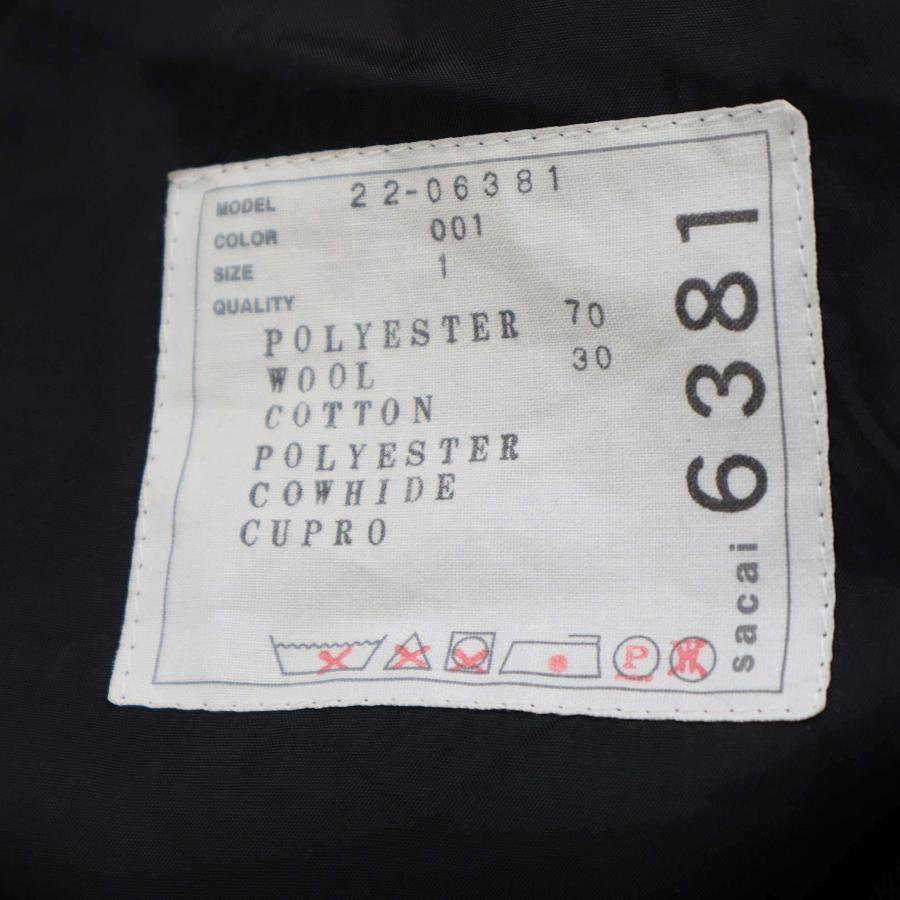 MODEL 22-06381
COLOR 001
SIZE 1
QUALITY
POLYESTER 70
WOOL 30
COTTON
POLYESTER
COWHIDE
CUPRO
P
W
sacai 6381